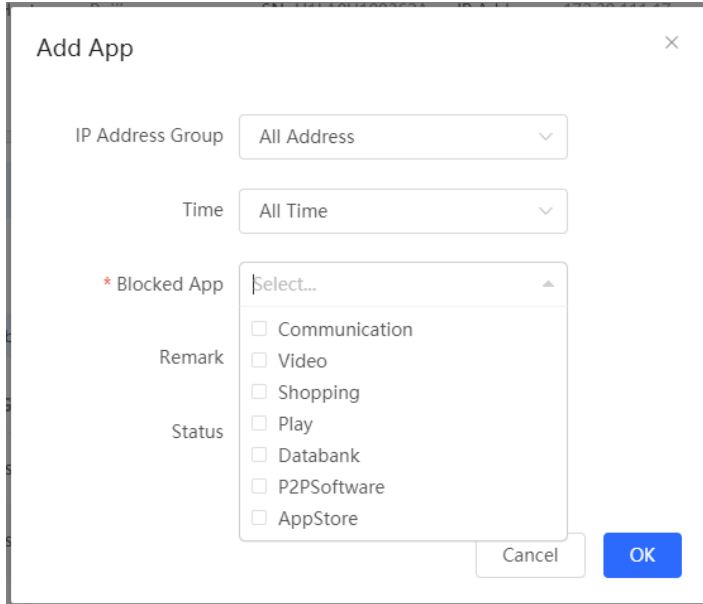 Add App
IP Address Group All Address
Time All Time
* Blocked App Select...
Communication
Remark
Video
Shopping
Play
Status
Databank
P2PSoftware
AppStore
Cancel OK